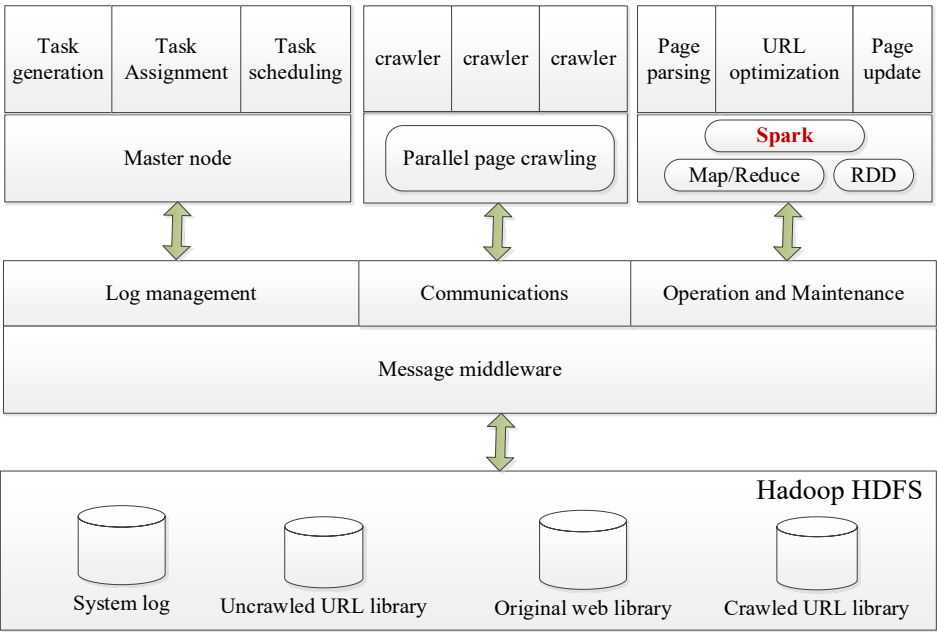 Task
generation
Task
Assignment
Task
scheduling
crawler
crawler
crawler
Page
parsing
URL
optimization
Page
update
Master node
Parallel page crawling
Spark
Map/Reduce
RDD
Log management
Communications
Operation and Maintenance
Message middleware
Hadoop HDFS
System log
Uncrawled URL library
Original web library
Crawled URL library